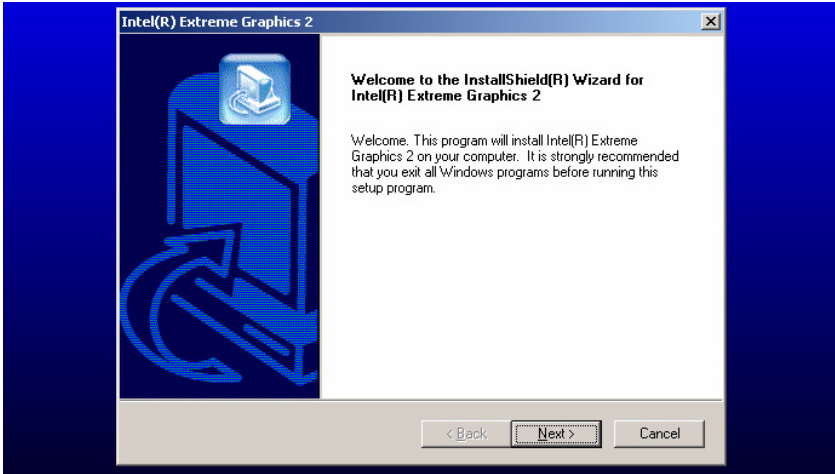 Intel(R) Extreme Graphics 2
Welcome to the InstallShield(R) Wizard for
Intel(R) Extreme Graphics 2
Welcome. This program will install Intel(R) Extreme
Graphics 2 on your computer. It is strongly recommended
that you exit all Windows programs before running this
setup program.
< Back
Next >
Cancel